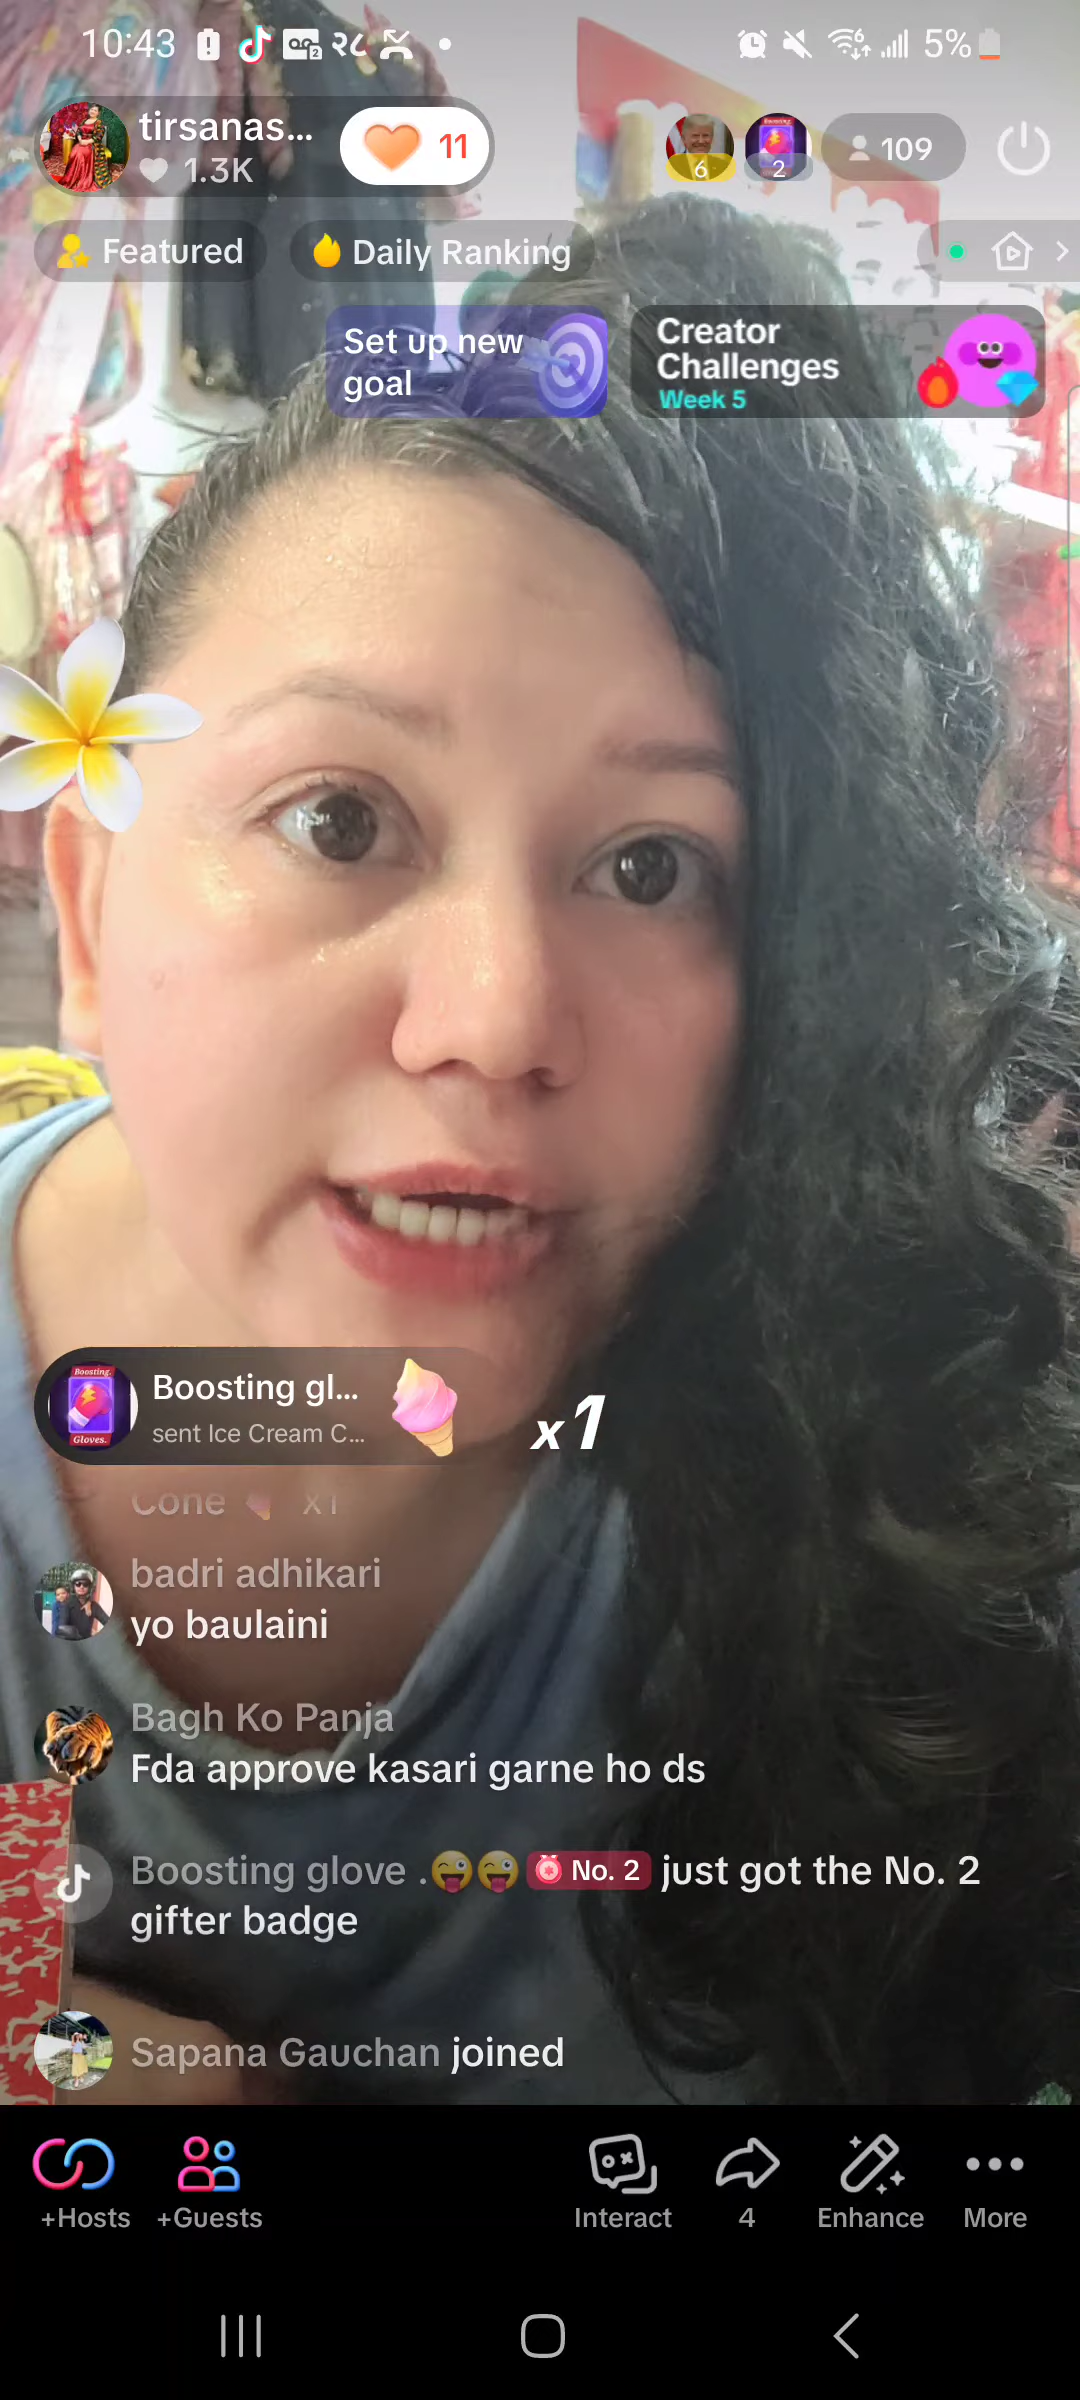 10:43
२८
5%
tirsanas...
1.3K
11
6
2
109
Featured
Daily Ranking
Set up new
goal
Creator
Challenges
Week 5
Boosting.
Gloves.
Boosting gl...
sent Ice Cream C...
x1
Cone x1
badri adhikari
yo baulaini
Bagh Ko Panja
Fda approve kasari garne ho ds
Boosting glove .😜😜 No. 2 just got the No. 2
gifter badge
Sapana Gauchan joined
+Hosts
+Guests
Interact
4
Enhance
More